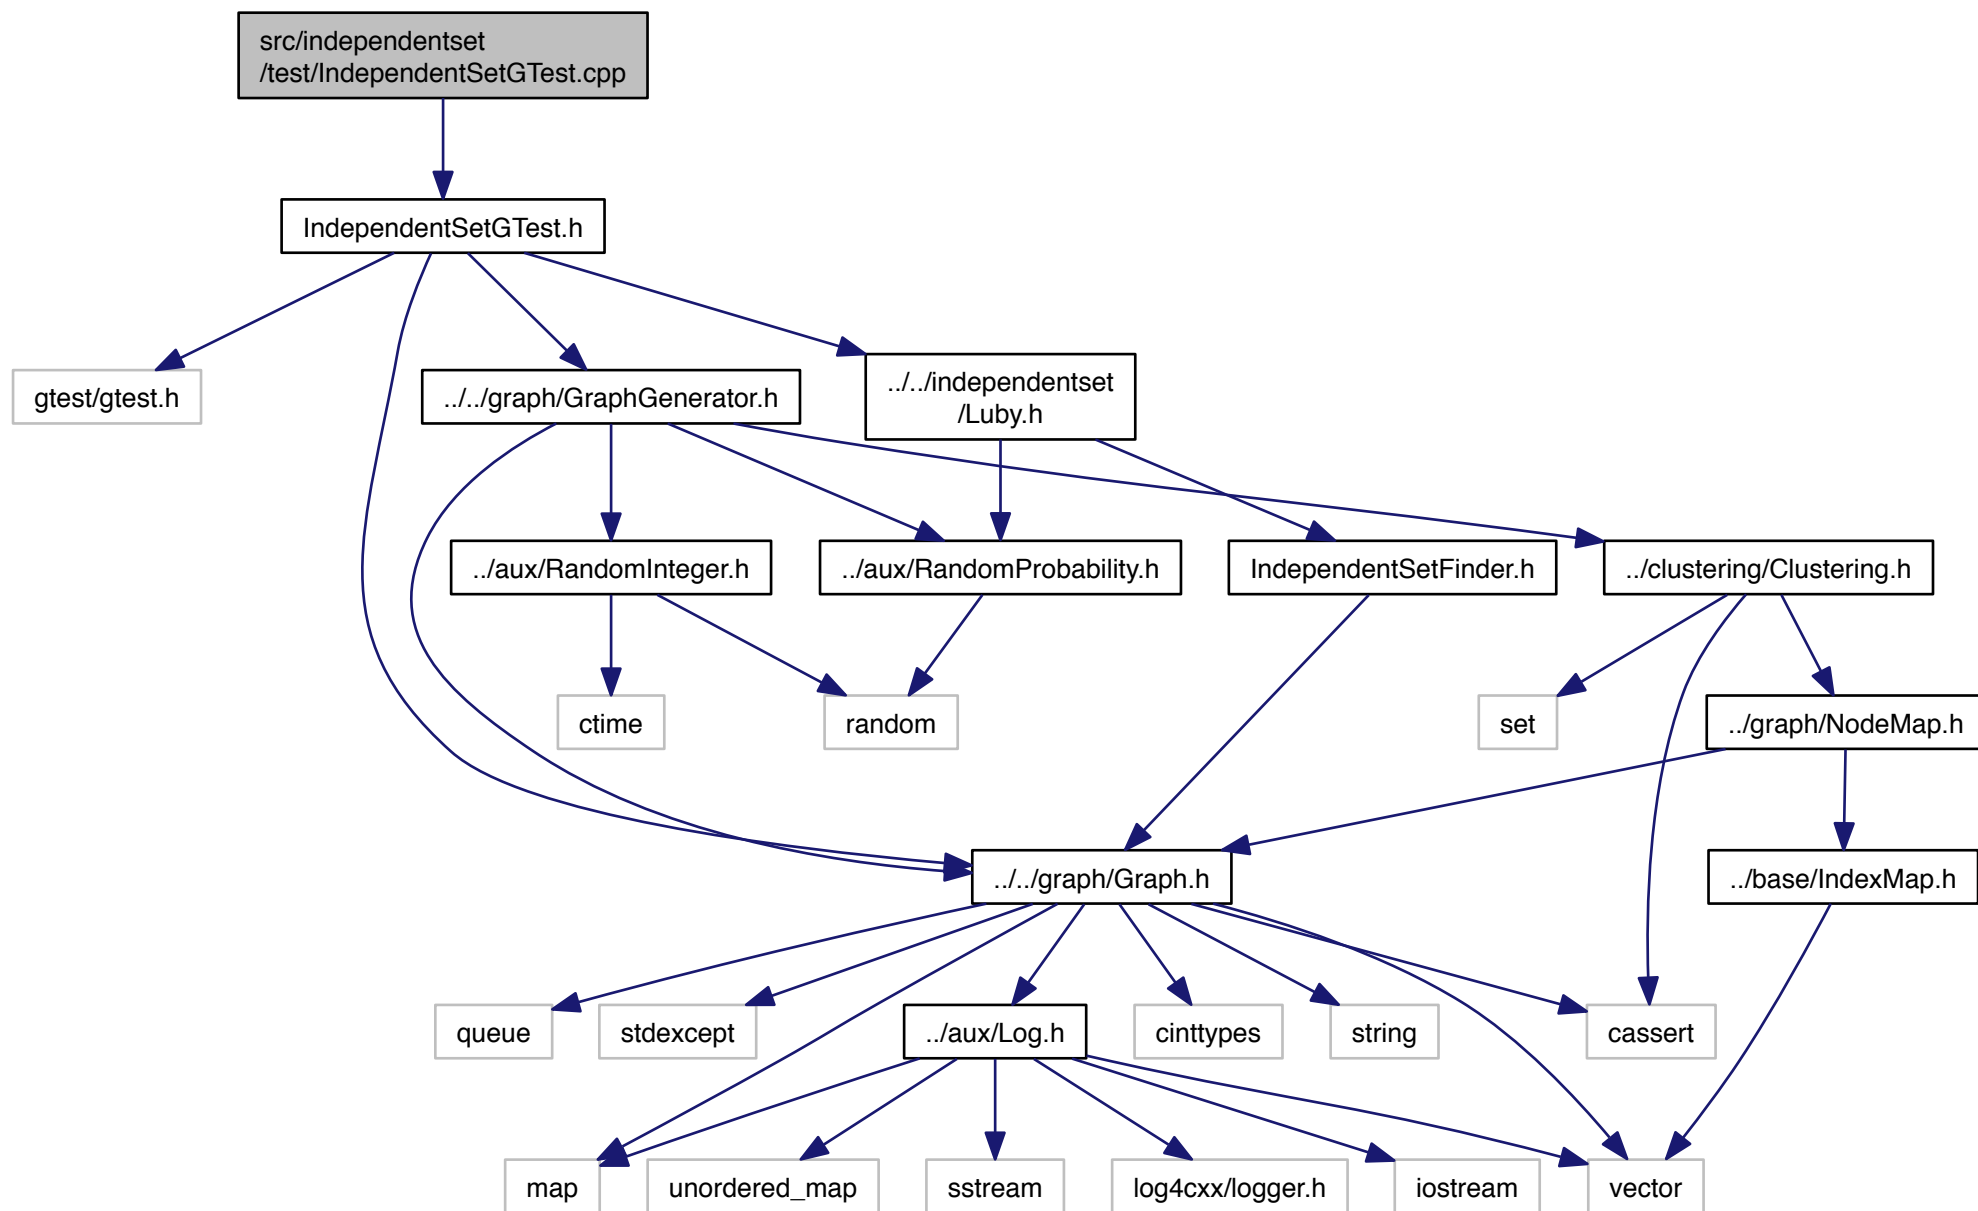 src/independentset
/test/IndependentSetGTest.cpp
IndependentSetGTest.h
gtest/gtest.h
../../graph/GraphGenerator.h
../../independentset
/Luby.h
../aux/RandomInteger.h
../aux/RandomProbability.h
IndependentSetFinder.h
../clustering/Clustering.h
ctime
random
set
../graph/NodeMap.h
../../graph/Graph.h
../base/IndexMap.h
queue
stdexcept
../aux/Log.h
cinttypes
string
cassert
map
unordered_map
sstream
log4cxx/logger.h
iostream
vector